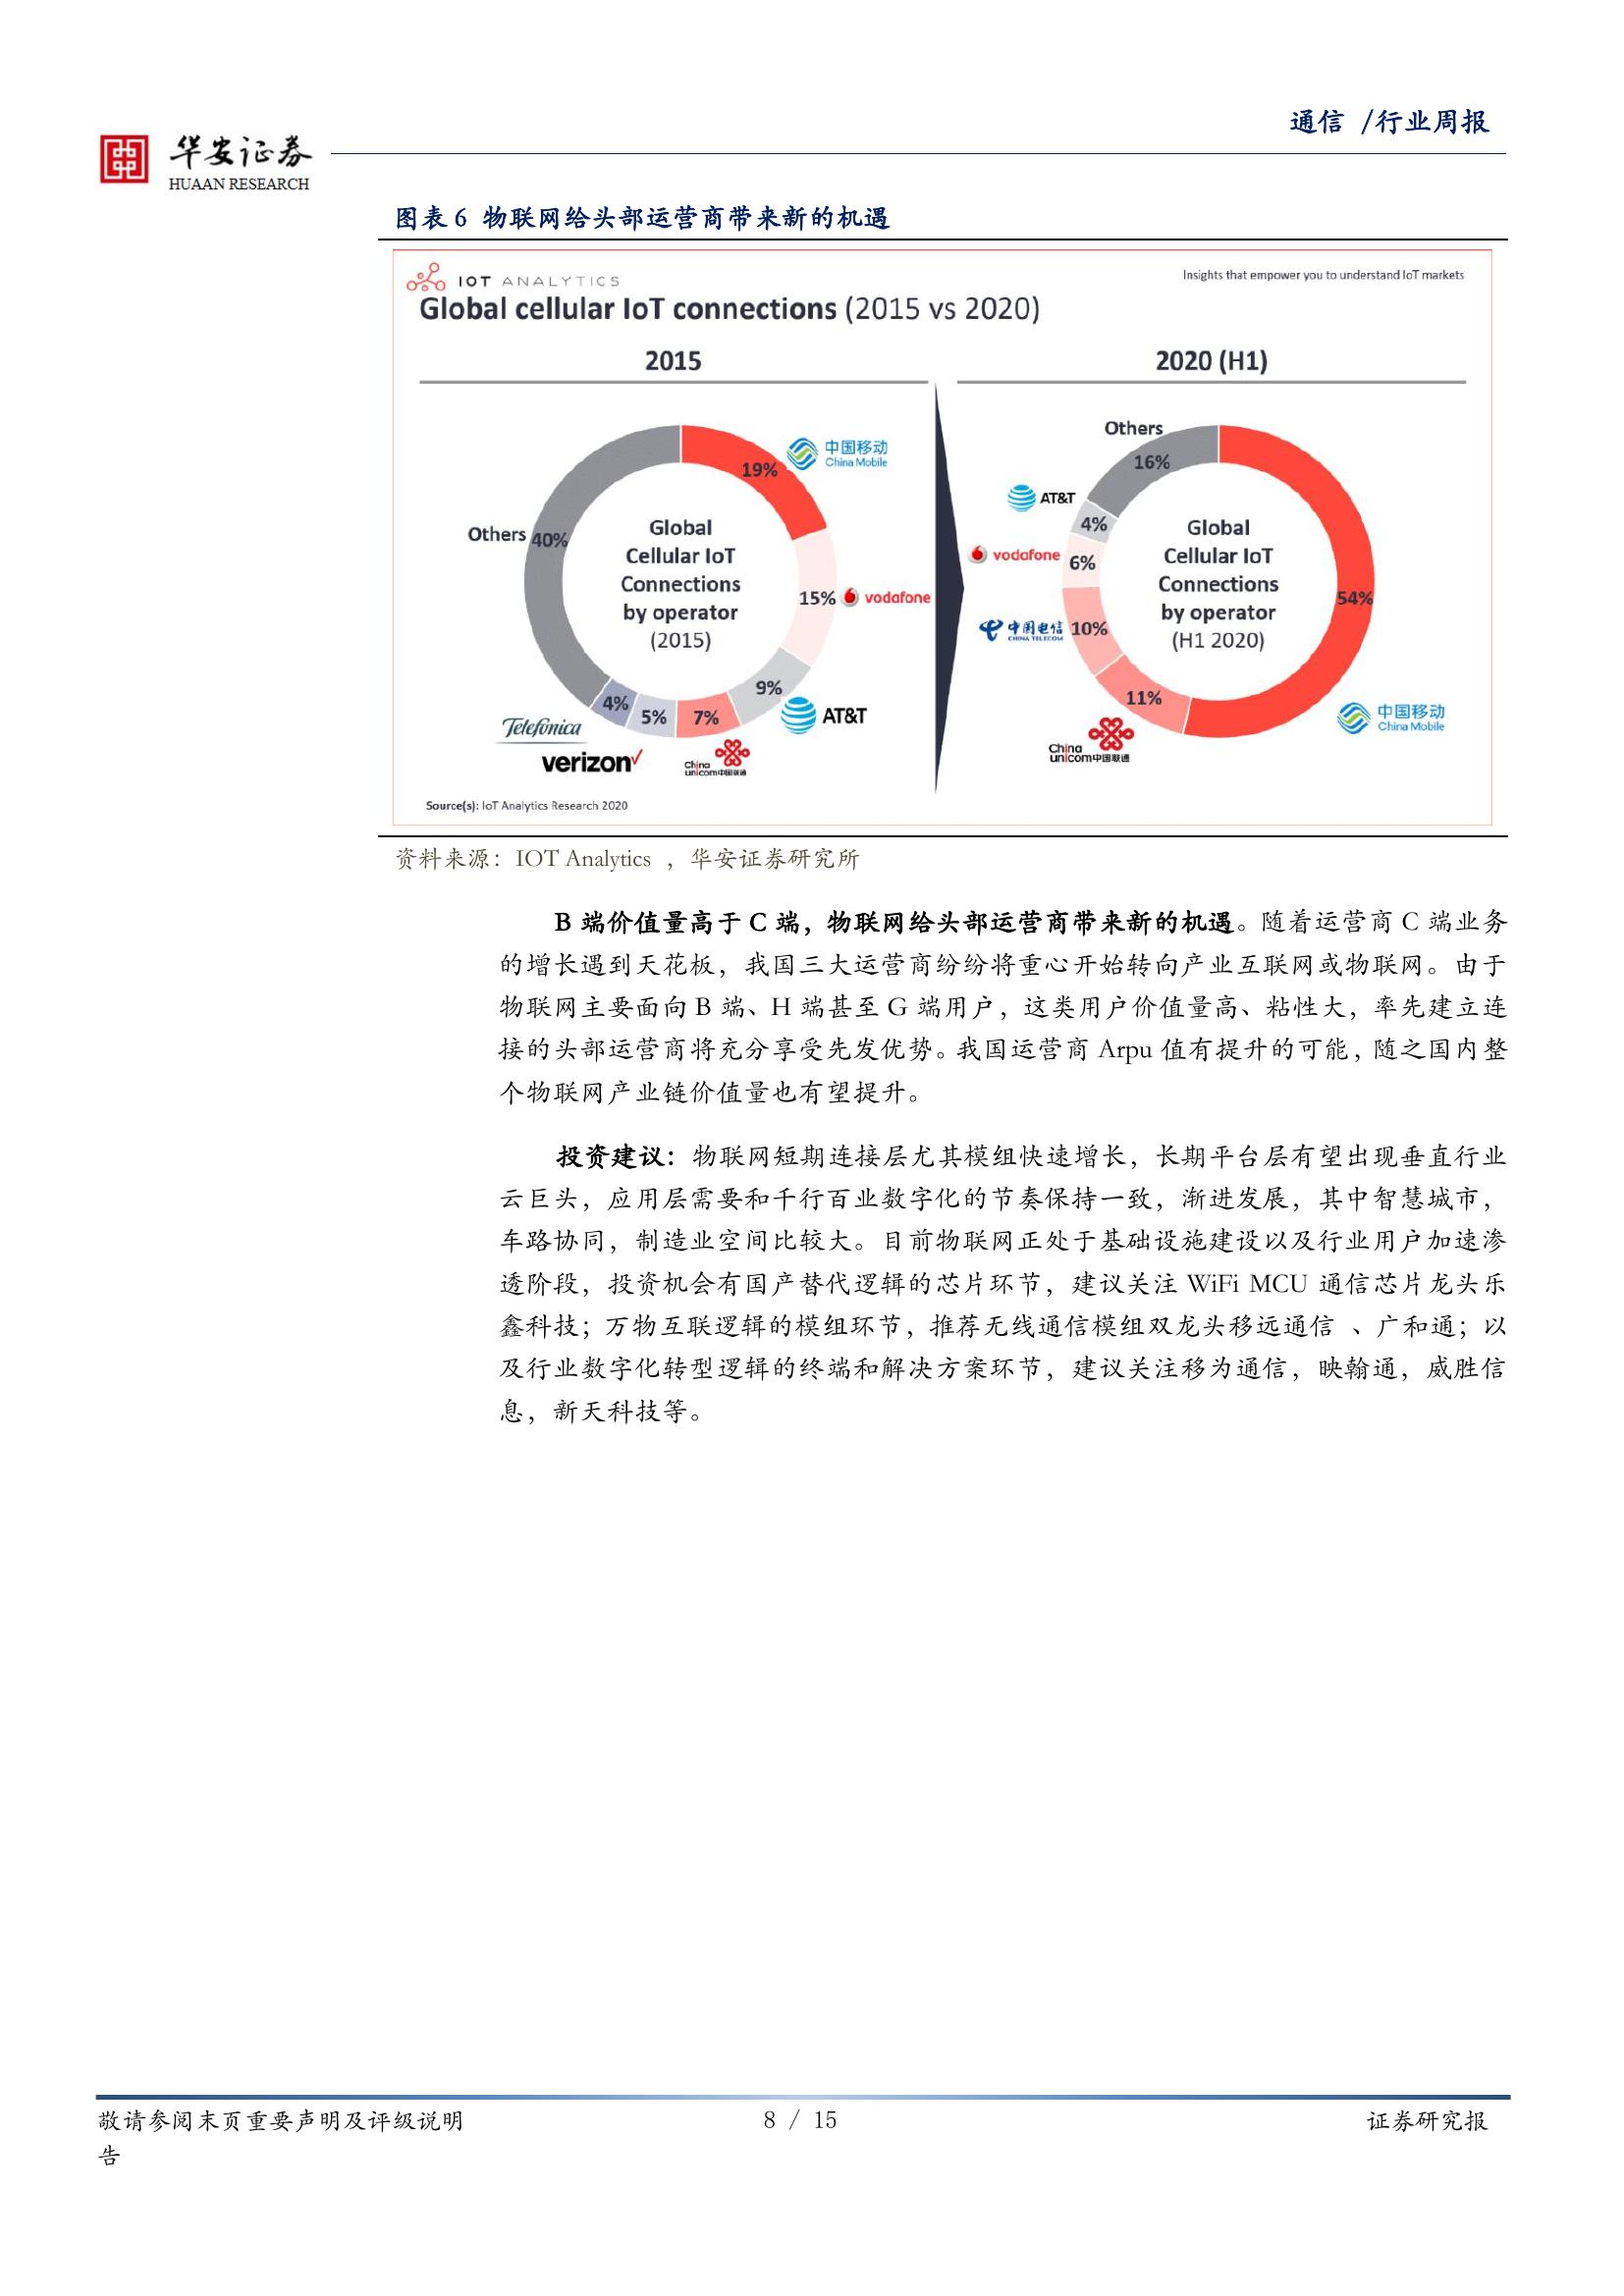 通信 /行业周报
华安证券
HUAAN RESEARCH
图表 6 物联网给头部运营商带来新的机遇
IOT ANALYTICS
Insights that empower you to understand IoT markets
Global cellular IoT connections (2015 vs 2020)
2015
19%
中国移动
China Mobile
Others 40%
Global
Cellular IoT
Connections
by operator
(2015)
15% vodafone
9%
AT&T
7%
China
unicom中国联通
5%
verizon
4%
Telefonica
2020 (H1)
Others
16%
AT&T
4%
vodafone 6%
中国电信 10%
CHINA TELECOM
11%
China
unicom中国联通
Global
Cellular IoT
Connections
by operator
(H1 2020)
54%
中国移动
China Mobile
Source(s): IoT Analytics Research 2020
资料来源：IOT Analytics ，华安证券研究所
B 端价值量高于 C 端，物联网给头部运营商带来新的机遇。随着运营商 C 端业务
的增长遇到天花板，我国三大运营商纷纷将重心开始转向产业互联网或物联网。由于
物联网主要面向 B 端、H 端甚至 G 端用户，这类用户价值量高、粘性大，率先建立连
接的头部运营商将充分享受先发优势。我国运营商 Arpu 值有提升的可能，随之国内整
个物联网产业链价值量也有望提升。
投资建议：物联网短期连接层尤其模组快速增长，长期平台层有望出现垂直行业
云巨头，应用层需要和千行百业数字化的节奏保持一致，渐进发展，其中智慧城市，
车路协同，制造业空间比较大。目前物联网正处于基础设施建设以及行业用户加速渗
透阶段，投资机会有国产替代逻辑的芯片环节，建议关注 WiFi MCU 通信芯片龙头乐
鑫科技；万物互联逻辑的模组环节，推荐无线通信模组双龙头移远通信 、广和通；以
及行业数字化转型逻辑的终端和解决方案环节，建议关注移为通信，映翰通，威胜信
息，新天科技等。
敬请参阅末页重要声明及评级说明
8 / 15
证券研究报
告